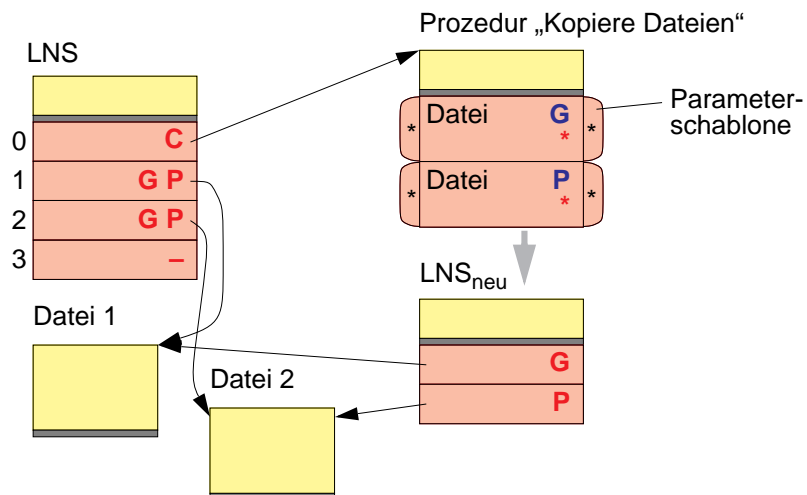 Prozedur „Kopiere Dateien“
LNS
0 C
1 G P
2 G P
3 –
* Datei G *
*
* Datei P *
*
Parameter-
schablone
LNSneu
G
P
Datei 1
Datei 2